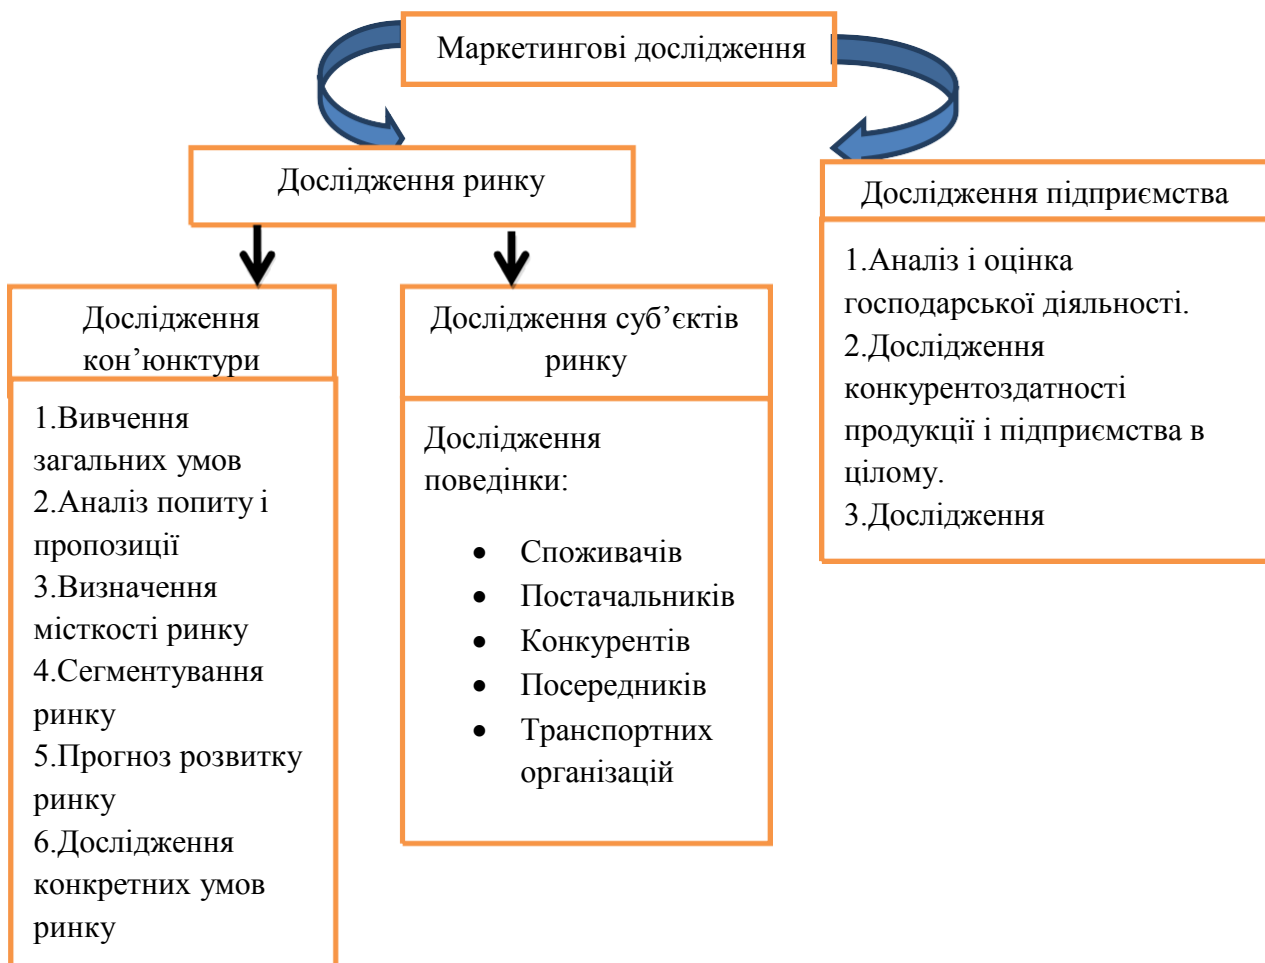 Маркетингові дослідження
Дослідження ринку
Дослідження підприємства
1.Аналіз і оцінка
господарської діяльності.
2.Дослідження
конкурентоздатності
продукції і підприємства в
цілому.
3.Дослідження
Дослідження
кон’юнктури
1.Вивчення
загальних умов
2.Аналіз попиту і
пропозиції
3.Визначення
місткості ринку
4.Сегментування
ринку
5.Прогноз розвитку
ринку
6.Дослідження
конкретних умов
ринку
Дослідження суб’єктів
ринку
Дослідження
поведінки:
• Споживачів
• Постачальників
• Конкурентів
• Посередників
• Транспортних
організацій